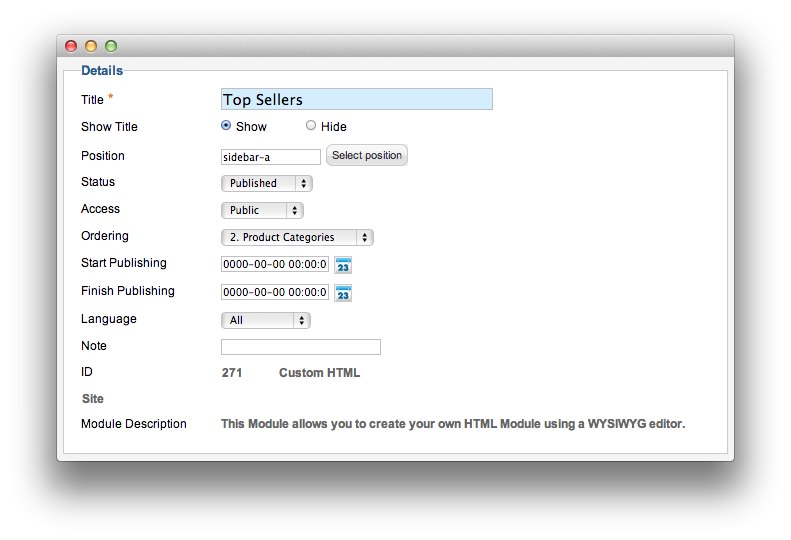 Details
Title * Top Sellers
Show Title Show Hide
Position sidebar-a Select position
Status Published
Access Public
Ordering 2. Product Categories
Start Publishing 0000-00-00 00:00:0 23
Finish Publishing 0000-00-00 00:00:0 23
Language All
Note
ID 271 Custom HTML
Site
Module Description This Module allows you to create your own HTML Module using a WYSIWYG editor.